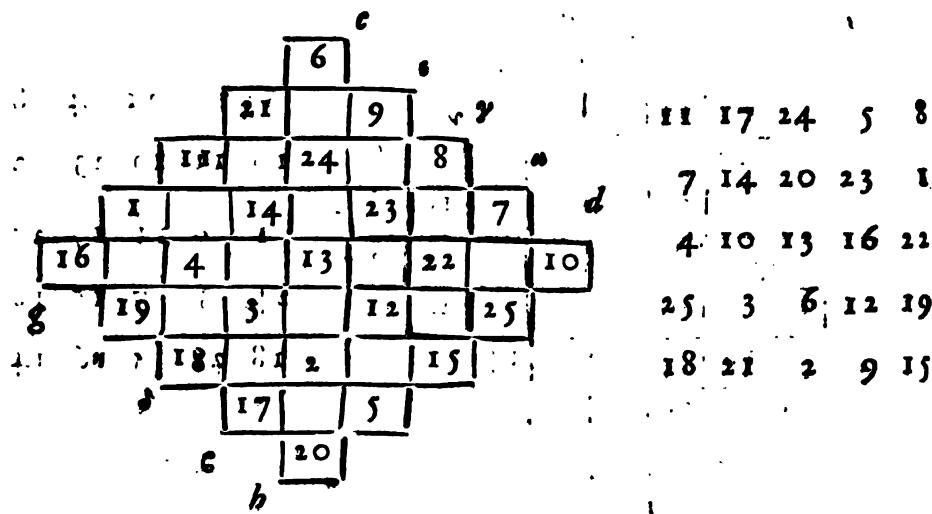 c
6
21 9
11 24 8
1 14 23 7 d
16 4 13 22 10
g 19 3 12 25
18 2 15
17 5
20
h
11 17 24 5 8
7 14 20 23 1
4 10 13 16 22
25 3 6 12 19
18 21 2 9 15